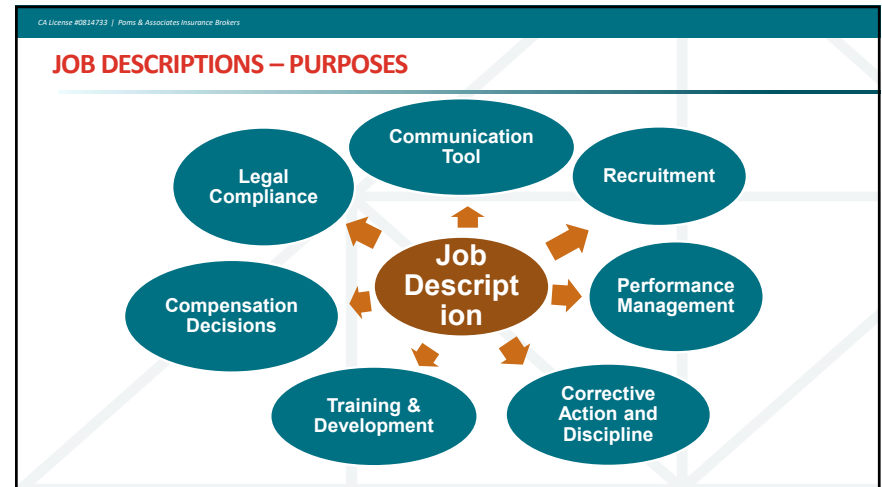 CA License #0814733 | Poms & Associates Insurance Brokers
JOB DESCRIPTIONS – PURPOSES
Communication
Tool
Recruitment
Performance
Management
Corrective
Action and
Discipline
Training &
Development
Compensation
Decisions
Legal
Compliance
Job
Descript
ion